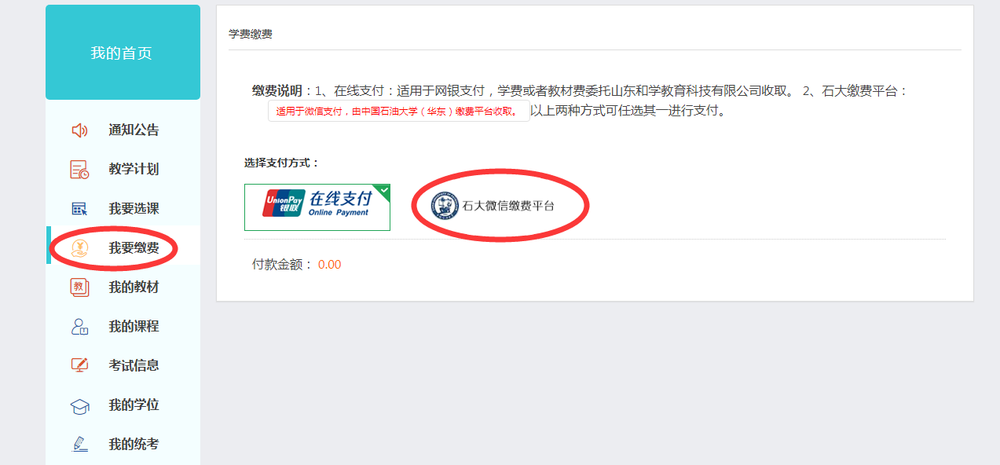 我的首页
通知公告
教学计划
我要选课
我要缴费
我的教材
我的课程
考试信息
我的学位
我的统考
学费缴费
缴费说明：1、在线支付：适用于网银支付，学费或者教材费委托山东和学教育科技有限公司收取。 2、石大缴费平台：
适用于微信支付，由中国石油大学（华东）缴费平台收取。 以上两种方式可任选其一进行支付。
选择支付方式：
UnionPay 银联 在线支付 Online Payment
石大微信缴费平台
付款金额： 0.00